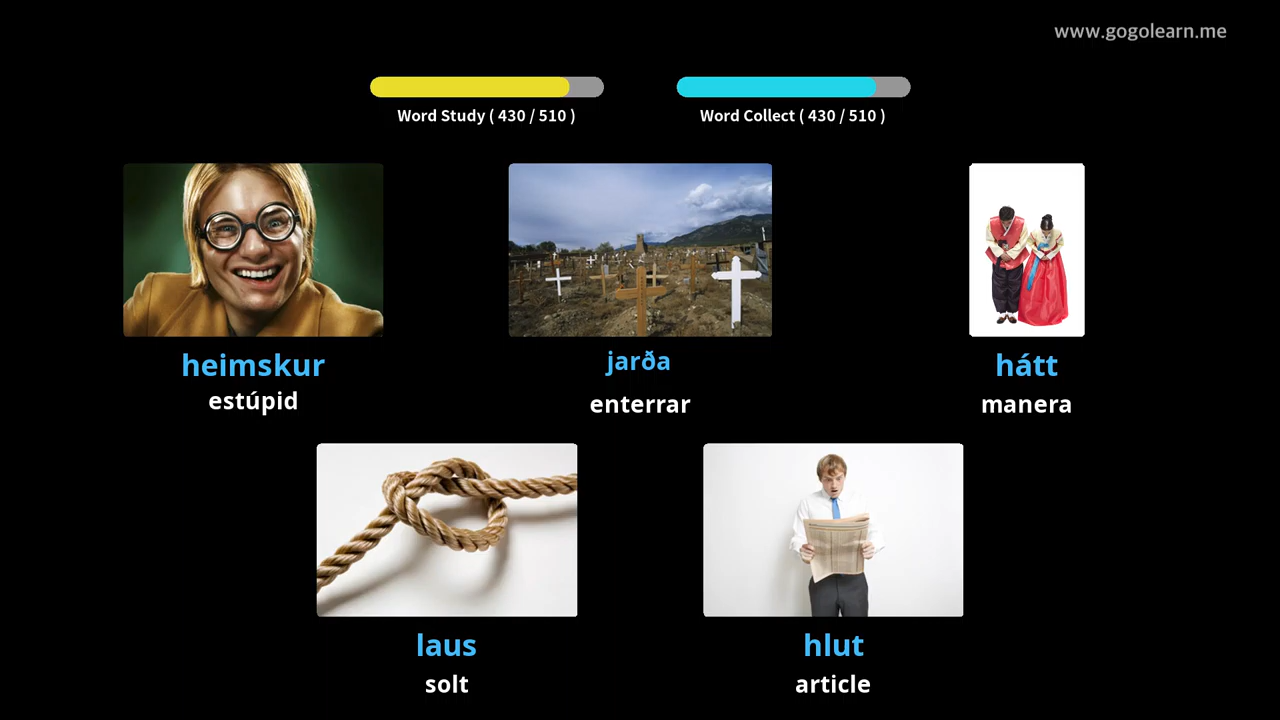 www.gogolearn.me
Word Study ( 430 / 510 )
Word Collect ( 430 / 510 )
heimskur
estúpid
jarða
enterrar
hátt
manera
laus
solt
hlut
article